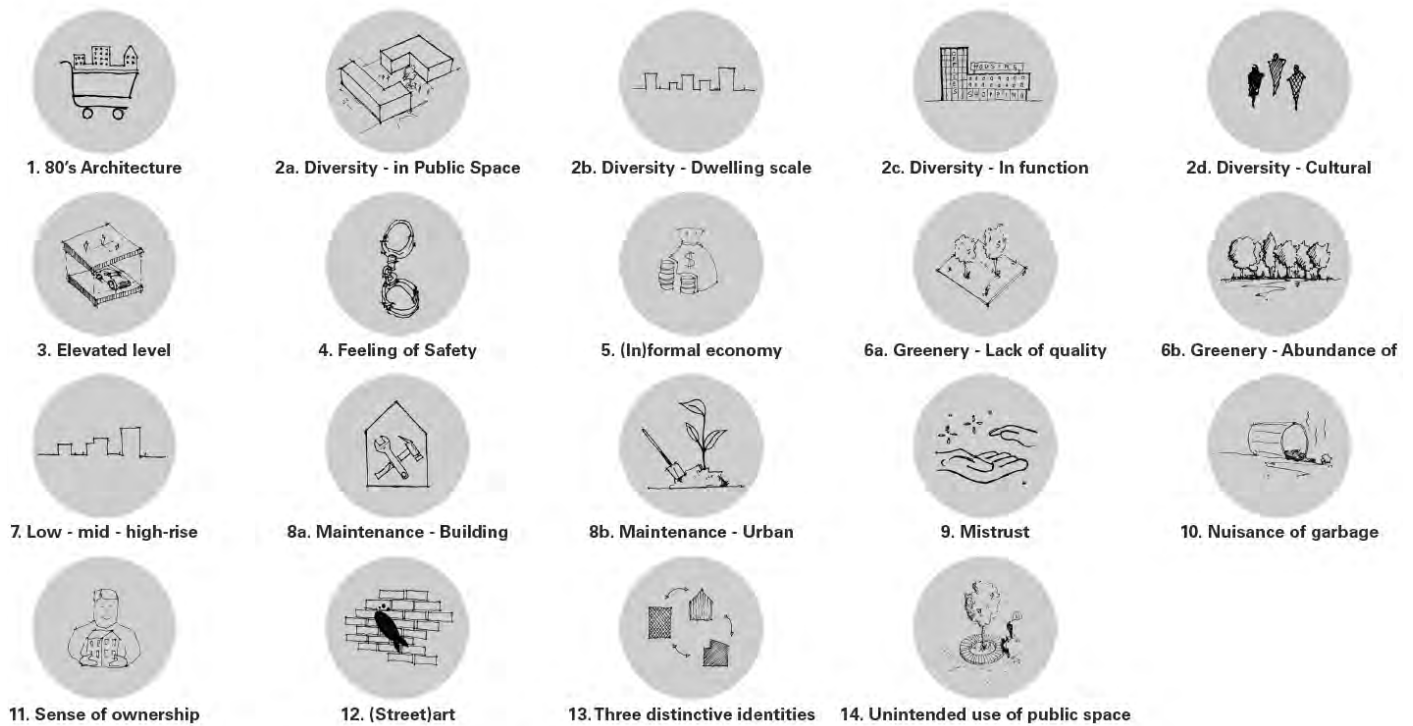 OFFICES
HOUSING
SHOPPING
1. 80's Architecture
2a. Diversity - in Public Space
2b. Diversity - Dwelling scale
2c. Diversity - In function
2d. Diversity - Cultural
$
3. Elevated level
4. Feeling of Safety
5. (In)formal economy
6a. Greenery - Lack of quality
6b. Greenery - Abundance of
7. Low - mid - high-rise
8a. Maintenance - Building
8b. Maintenance - Urban
9. Mistrust
10. Nuisance of garbage
11. Sense of ownership
12. (Street)art
13. Three distinctive identities
14. Unintended use of public space